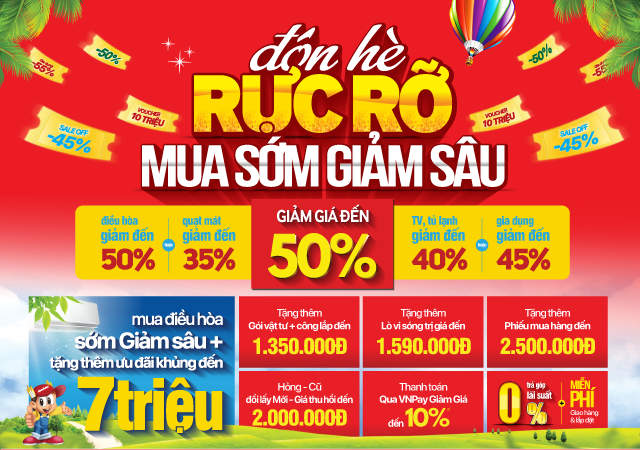 -50%
-50%
đón hè
RỰC RỠ
VOUCHER
10 TRIỆU
VOUCHER
10 TRIỆU
SALE OFF
-45%
SALE OFF
-45%
MUA SỚM GIẢM SÂU
điều hòa
giảm đến
50%
quạt mát
giảm đến
35%
GIẢM GIÁ ĐẾN
50%
TV, tủ lạnh
giảm đến
40%
gia dụng
giảm đến
45%
mua điều hòa
sớm Giảm sâu +
tặng thêm ưu đãi khủng đến
7 triệu
Tặng thêm
Gói vật tư + công lắp đến
1.350.000Đ
Tặng thêm
Lò vi sóng trị giá đến
1.590.000Đ
Tặng thêm
Phiếu mua hàng đến
2.500.000Đ
Hỏng - Cũ
đổi lấy Mới - Giá thu hồi đến
2.000.000Đ
Thanh toán
Qua VNPay Giảm Giá
đến 10%
0%
trả góp
lãi suất
+
MIỄN
PHÍ
Giao hàng
& lắp đặt